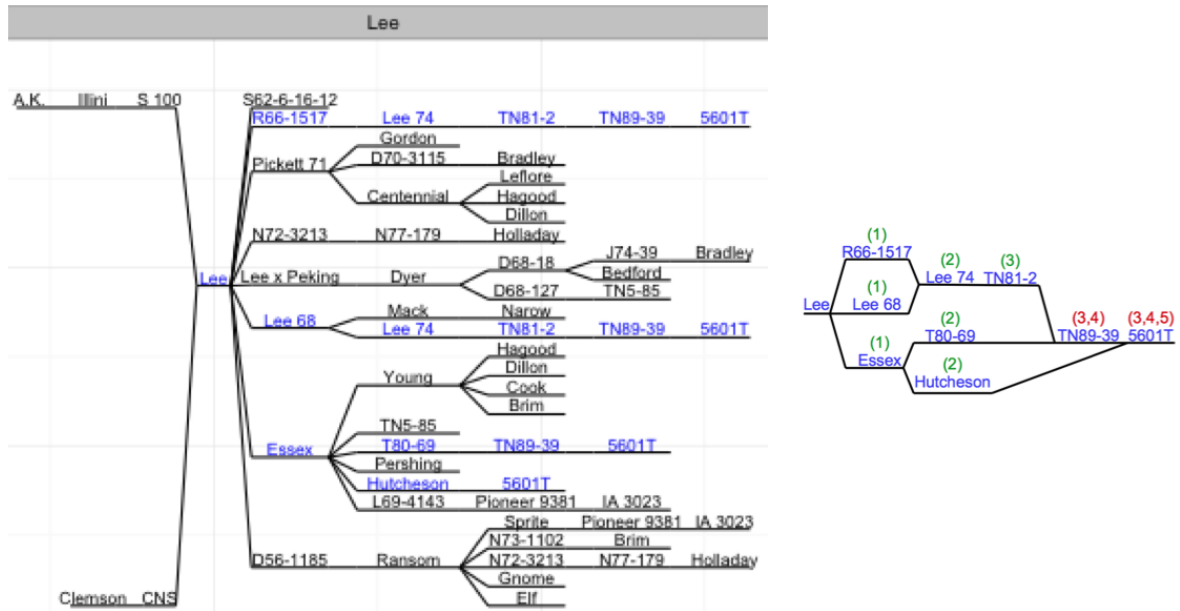 Lee
A.K. Illini S 100
S62-6-16-12
R66-1517 Lee 74 TN81-2 TN89-39 5601T
Gordon
Pickett 71 D70-3115 Bradley
Leflore
Centennial Hagood
Dillon
N72-3213 N77-179 Holladay
J74-39 Bradley
D68-18
Lee Lee x Peking Dyer Bedford
D68-127 TN5-85
Mack Narow
Lee 68
Lee 74 TN81-2 TN89-39 5601T
Hagood
Dillon
Young
Cook
Brim
TN5-85
Essex T80-69 TN89-39 5601T
Pershing
Hutcheson 5601T
L69-4143 Pioneer 9381 IA 3023
Sprite Pioneer 9381 IA 3023
N73-1102 Brim
D56-1185 Ransom N72-3213 N77-179 Holladay
Gnome
Elf
Clemson CNS
(1)
R66-1517
(2) (3)
Lee 74 TN81-2
(1)
Lee Lee 68
(2) (3,4) (3,4,5)
T80-69 TN89-39 5601T
(1)
Essex
(2)
Hutcheson